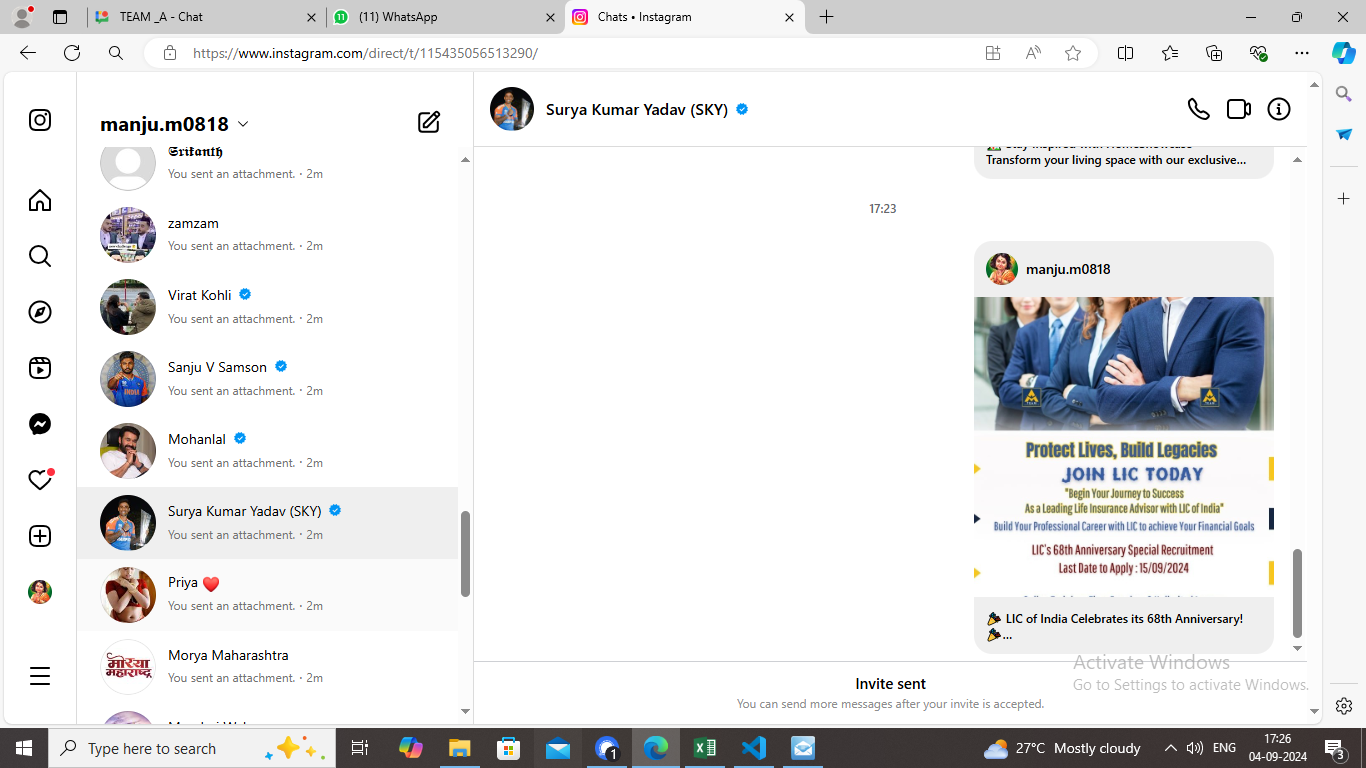 TEAM _A - Chat
(11) WhatsApp
Chats • Instagram
https://www.instagram.com/direct/t/115435056513290/
manju.m0818
𝕾𝖗𝖎𝖐𝖆𝖓𝖙𝖍
You sent an attachment. · 2m
zamzam
You sent an attachment. · 2m
Virat Kohli
You sent an attachment. · 2m
Sanju V Samson
You sent an attachment. · 2m
Mohanlal
You sent an attachment. · 2m
Surya Kumar Yadav (SKY)
You sent an attachment. · 2m
Priya ❤️
You sent an attachment. · 2m
Morya Maharashtra
You sent an attachment. · 2m
मोरया
महाराष्ट्र
Surya Kumar Yadav (SKY)
Transform your living space with our exclusive...
17:23
manju.m0818
Protect Lives, Build Legacies
JOIN LIC TODAY
"Begin Your Journey to Success
As a Leading Life Insurance Advisor with LIC of India"
Build Your Professional Career with LIC to achieve Your Financial Goals
LIC's 68th Anniversary Special Recruitment
Last Date to Apply : 15/09/2024
🎉 LIC of India Celebrates its 68th Anniversary!
🎉...
Invite sent
You can send more messages after your invite is accepted.
Activate Windows
Go to Settings to activate Windows.
Type here to search
27°C Mostly cloudy
ENG
17:26
04-09-2024
3